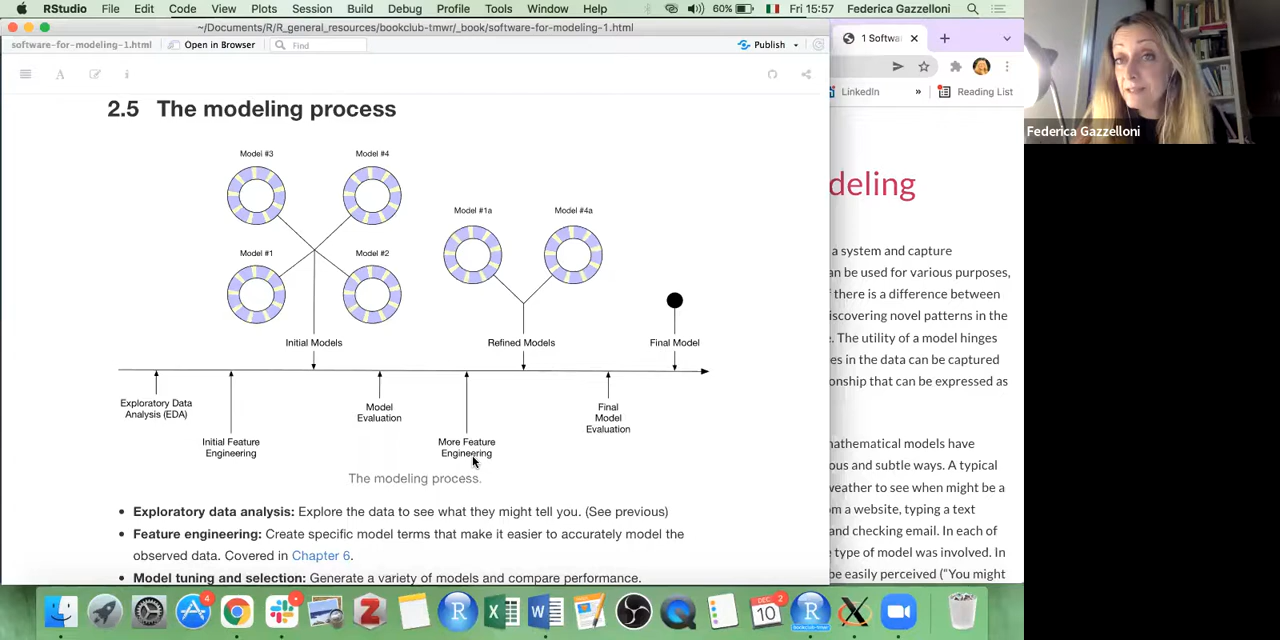 RStudio File Edit Code View Plots Session Build Debug Profile Tools Window Help 60% Fri 15:57 Federica Gazzelloni
~/Documents/R/R_general_resources/bookclub-tmwr/_book/software-for-modeling-1.html
software-for-modeling-1.html Open in Browser Find Publish
1 Softwa
LinkedIn » Reading List
Federica Gazzelloni
2.5 The modeling process
Model #3 Model #4
Model #1a Model #4a
Model #1 Model #2
Initial Models Refined Models Final Model
Exploratory Data
Analysis (EDA)
Initial Feature
Engineering
Model
Evaluation
More Feature
Engineering
Final
Model
Evaluation
The modeling process.
• Exploratory data analysis: Explore the data to see what they might tell you. (See previous)
• Feature engineering: Create specific model terms that make it easier to accurately model the
observed data. Covered in Chapter 6.
• Model tuning and selection: Generate a variety of models and compare performance.
deling
a system and capture
an be used for various purposes,
f there is a difference between
iscovering novel patterns in the
e. The utility of a model hinges
es in the data can be captured
onship that can be expressed as
nathematical models have
ous and subtle ways. A typical
weather to see when might be a
om a website, typing a text
and checking email. In each of
type of model was involved. In
be easily perceived ("You might
4
DEC
10
2